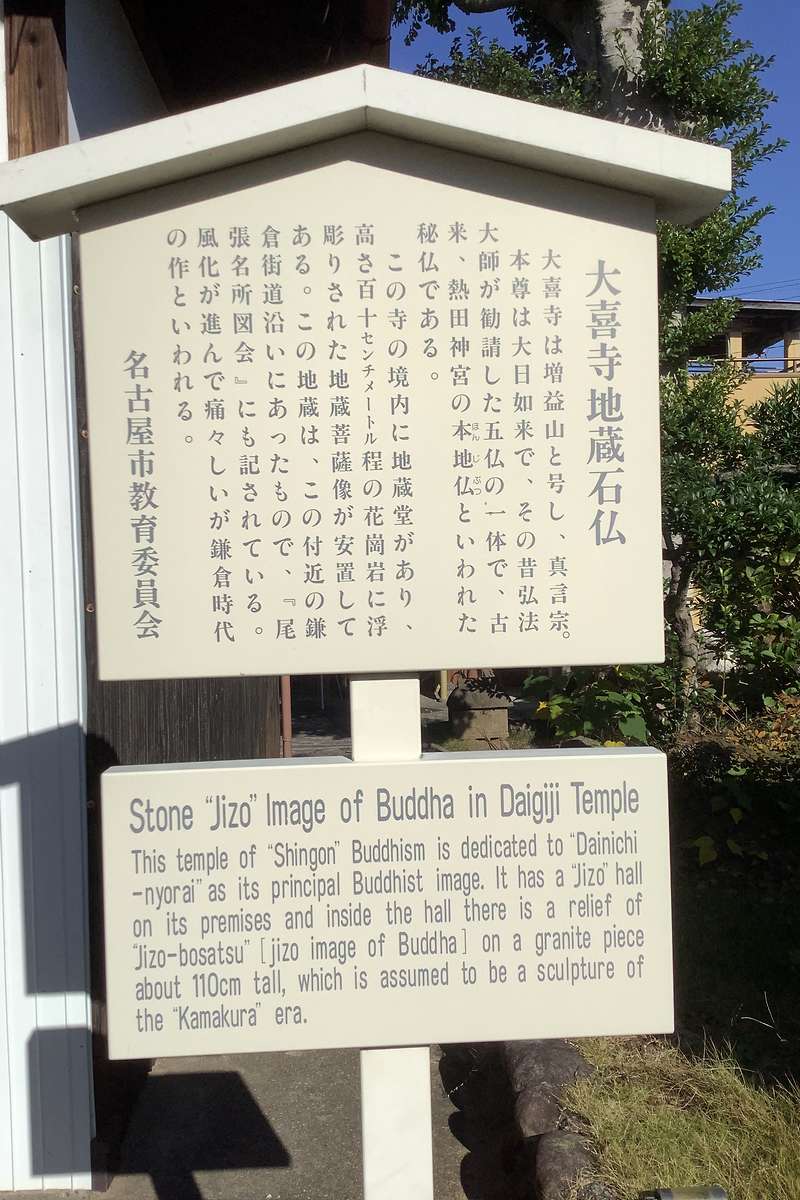 大喜寺地蔵石仏
大喜寺は増益山と号し、真言宗。
本尊は大日如来で、その昔弘法
大師が勧請した五仏の一体で、古
来、熱田神宮の本地仏といわれた
ほんじぶつ
秘仏である。
この寺の境内に地蔵堂があり、
高さ百十センチメートル程の花崗岩に浮
彫りされた地蔵菩薩像が安置して
ある。この地蔵は、この付近の鎌
倉街道沿いにあったもので、『尾
張名所図会』にも記されている。
風化が進んで痛々しいが鎌倉時代
の作といわれる。
名古屋市教育委員会
Stone "Jizo" Image of Buddha in Daigiji Temple
This temple of "Shingon" Buddhism is dedicated to "Dainichi
-nyorai" as its principal Buddhist image. It has a "Jizo" hall
on its premises and inside the hall there is a relief of
"Jizo-bosatsu" [jizo image of Buddha] on a granite piece
about 110cm tall, which is assumed to be a sculpture of
the "Kamakura" era.